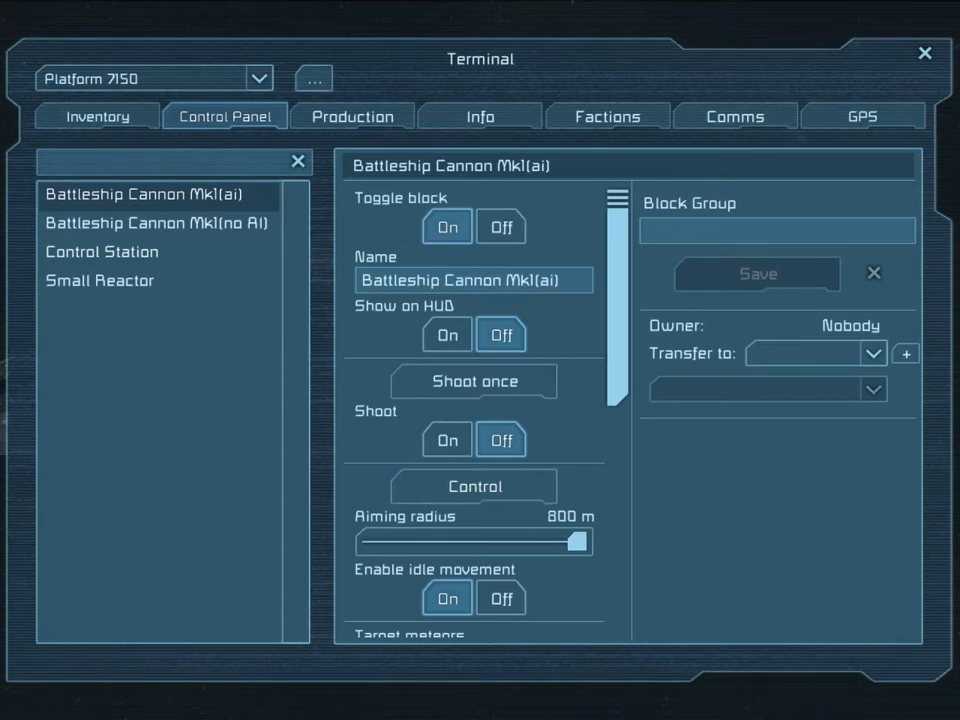 Terminal
Platform 7150
...
Inventory
Control Panel
Production
Info
Factions
Comms
GPS
Battleship Cannon Mk1(ai)
Battleship Cannon Mk1(no AI)
Control Station
Small Reactor
Battleship Cannon Mk1(ai)
Toggle block
On Off
Name
Battleship Cannon Mk1(ai)
Show on HUD
On Off
Shoot once
Shoot
On Off
Control
Aiming radius 800 m
Enable idle movement
On Off
Target meteors
Block Group
Save
Owner: Nobody
Transfer to:
+